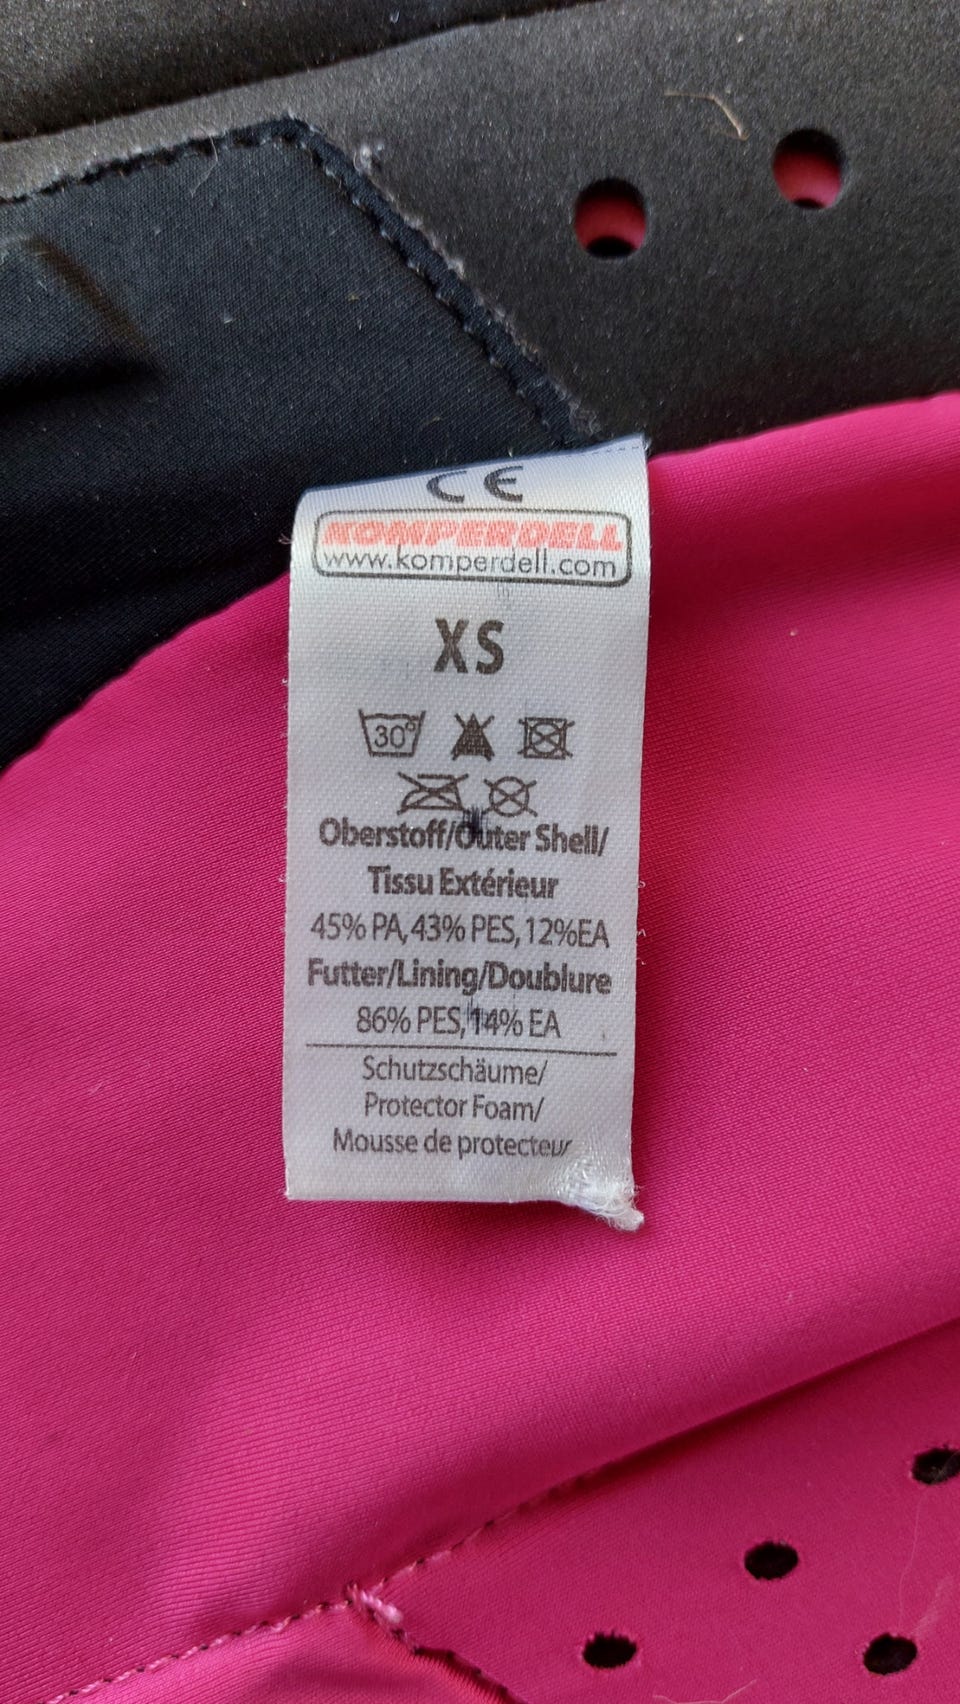 CE
KOMPERDELL
www.komperdell.com
XS
30°
Oberstoff/Outer Shell/
Tissu Extérieur
45% PA, 43% PES, 12%EA
Futter/Lining/Doublure
86% PES, 14% EA
Schutzschäume/
Protector Foam/
Mousse de protecteur